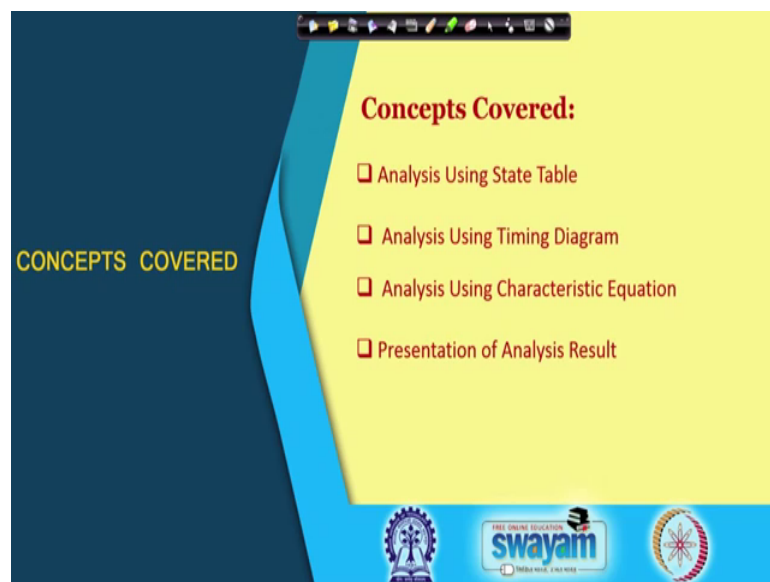 CONCEPTS COVERED
Concepts Covered:
Analysis Using State Table
Analysis Using Timing Diagram
Analysis Using Characteristic Equation
Presentation of Analysis Result
FREE ONLINE EDUCATION
swayam